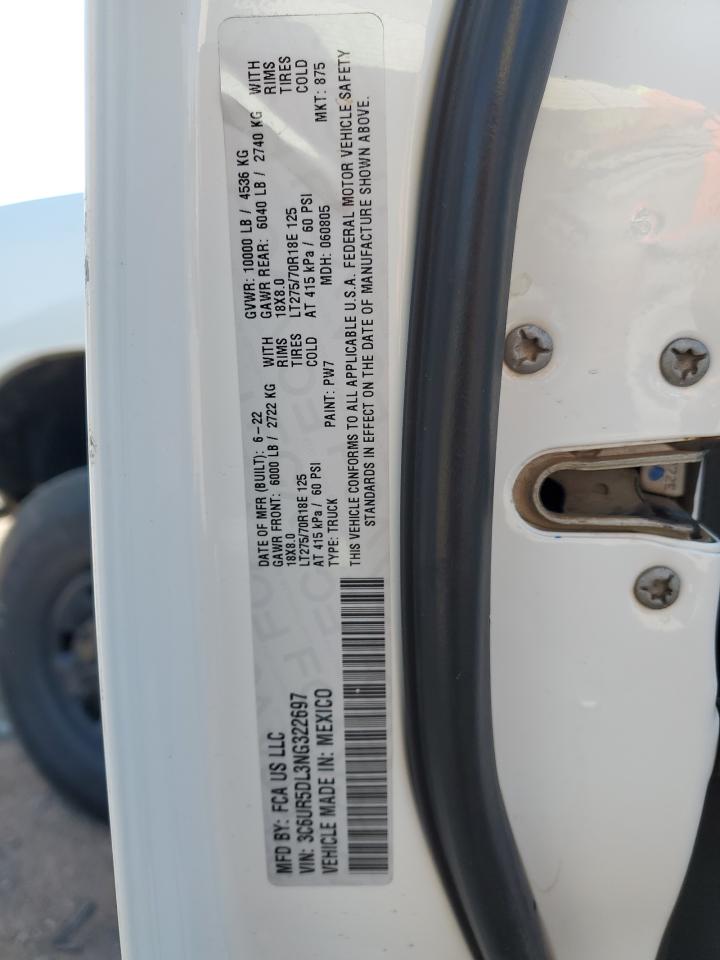 MFD BY: FCA US LLC
VIN: 3C6UR5DL3NG322697
VEHICLE MADE IN: MEXICO
DATE OF MFR (BUILT): 6-22 GVWR: 10000 LB / 4536 KG
GAWR FRONT: 6000 LB / 2722 KG WITH GAWR REAR: 6040 LB / 2740 KG WITH
18X8.0 RIMS 18X8.0 RIMS
LT275/70R18E 125 TIRES LT275/70R18E 125 TIRES
AT 415 kPa / 60 PSI COLD AT 415 kPa / 60 PSI COLD
TYPE: TRUCK PAINT: PW7 MDH: 060805 MKT: 875
THIS VEHICLE CONFORMS TO ALL APPLICABLE U.S.A. FEDERAL MOTOR VEHICLE SAFETY
STANDARDS IN EFFECT ON THE DATE OF MANUFACTURE SHOWN ABOVE.